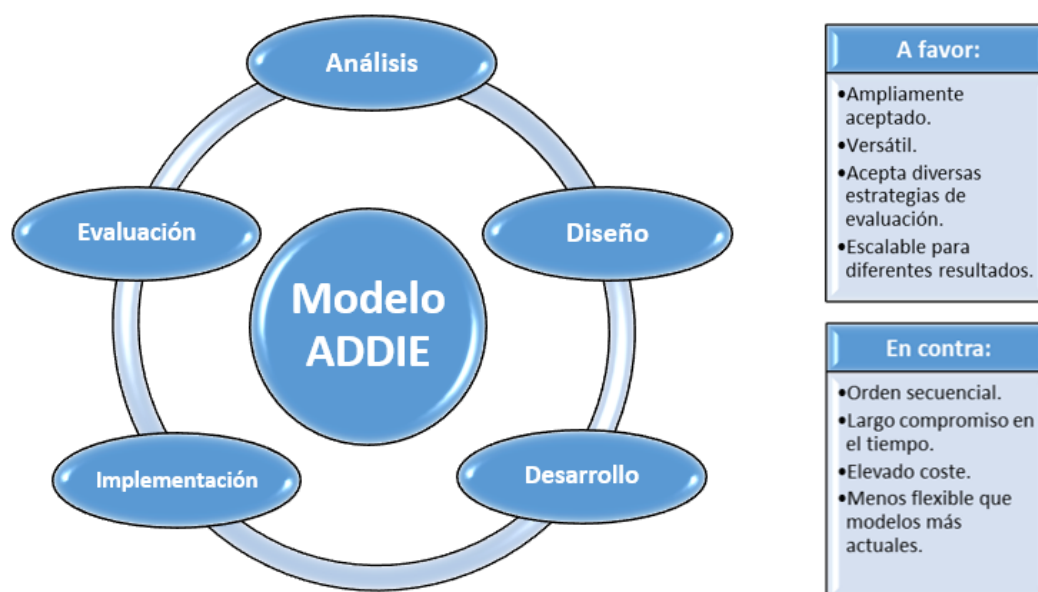 Análisis
Evaluación
Diseño
Modelo
ADDIE
Implementación
Desarrollo
A favor:
•Ampliamente
aceptado.
•Versátil.
•Acepta diversas
estrategias de
evaluación.
•Escalable para
diferentes resultados.
En contra:
•Orden secuencial.
•Largo compromiso en
el tiempo.
•Elevado coste.
•Menos flexible que
modelos más
actuales.